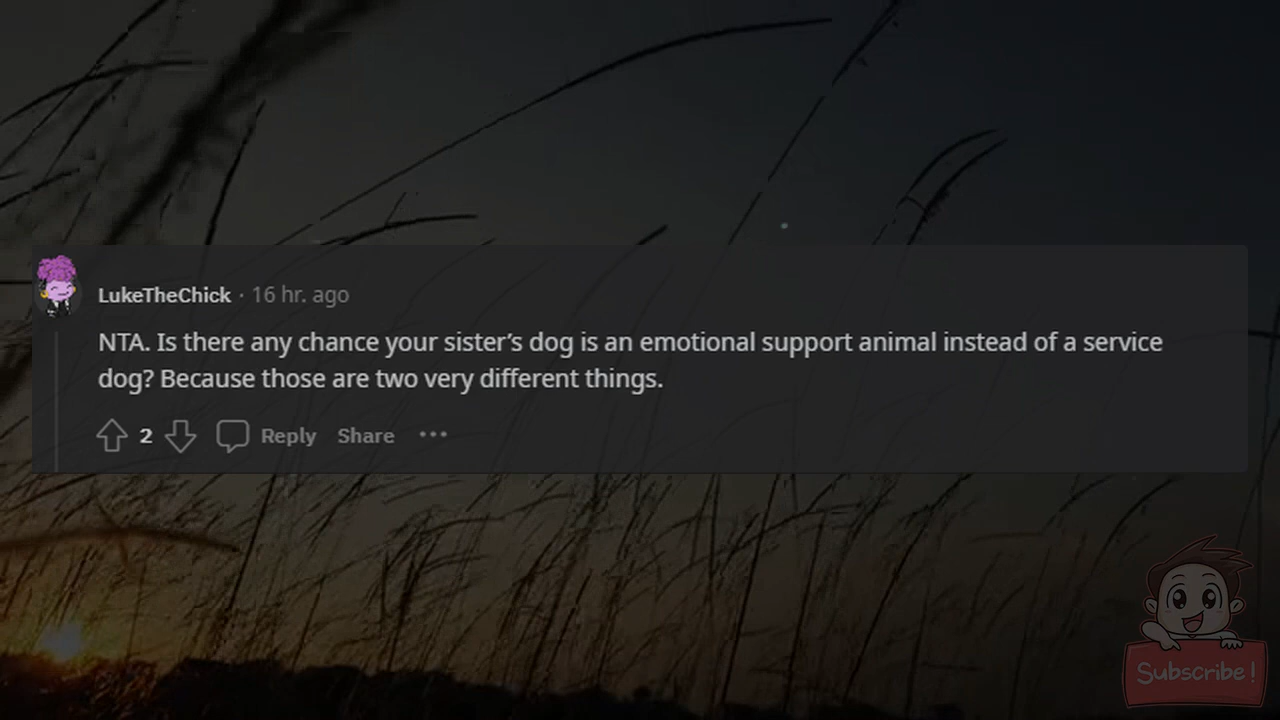 LukeTheChick · 16 hr. ago
NTA. Is there any chance your sister’s dog is an emotional support animal instead of a service
dog? Because those are two very different things.
2 Reply Share •••
Subscribe!